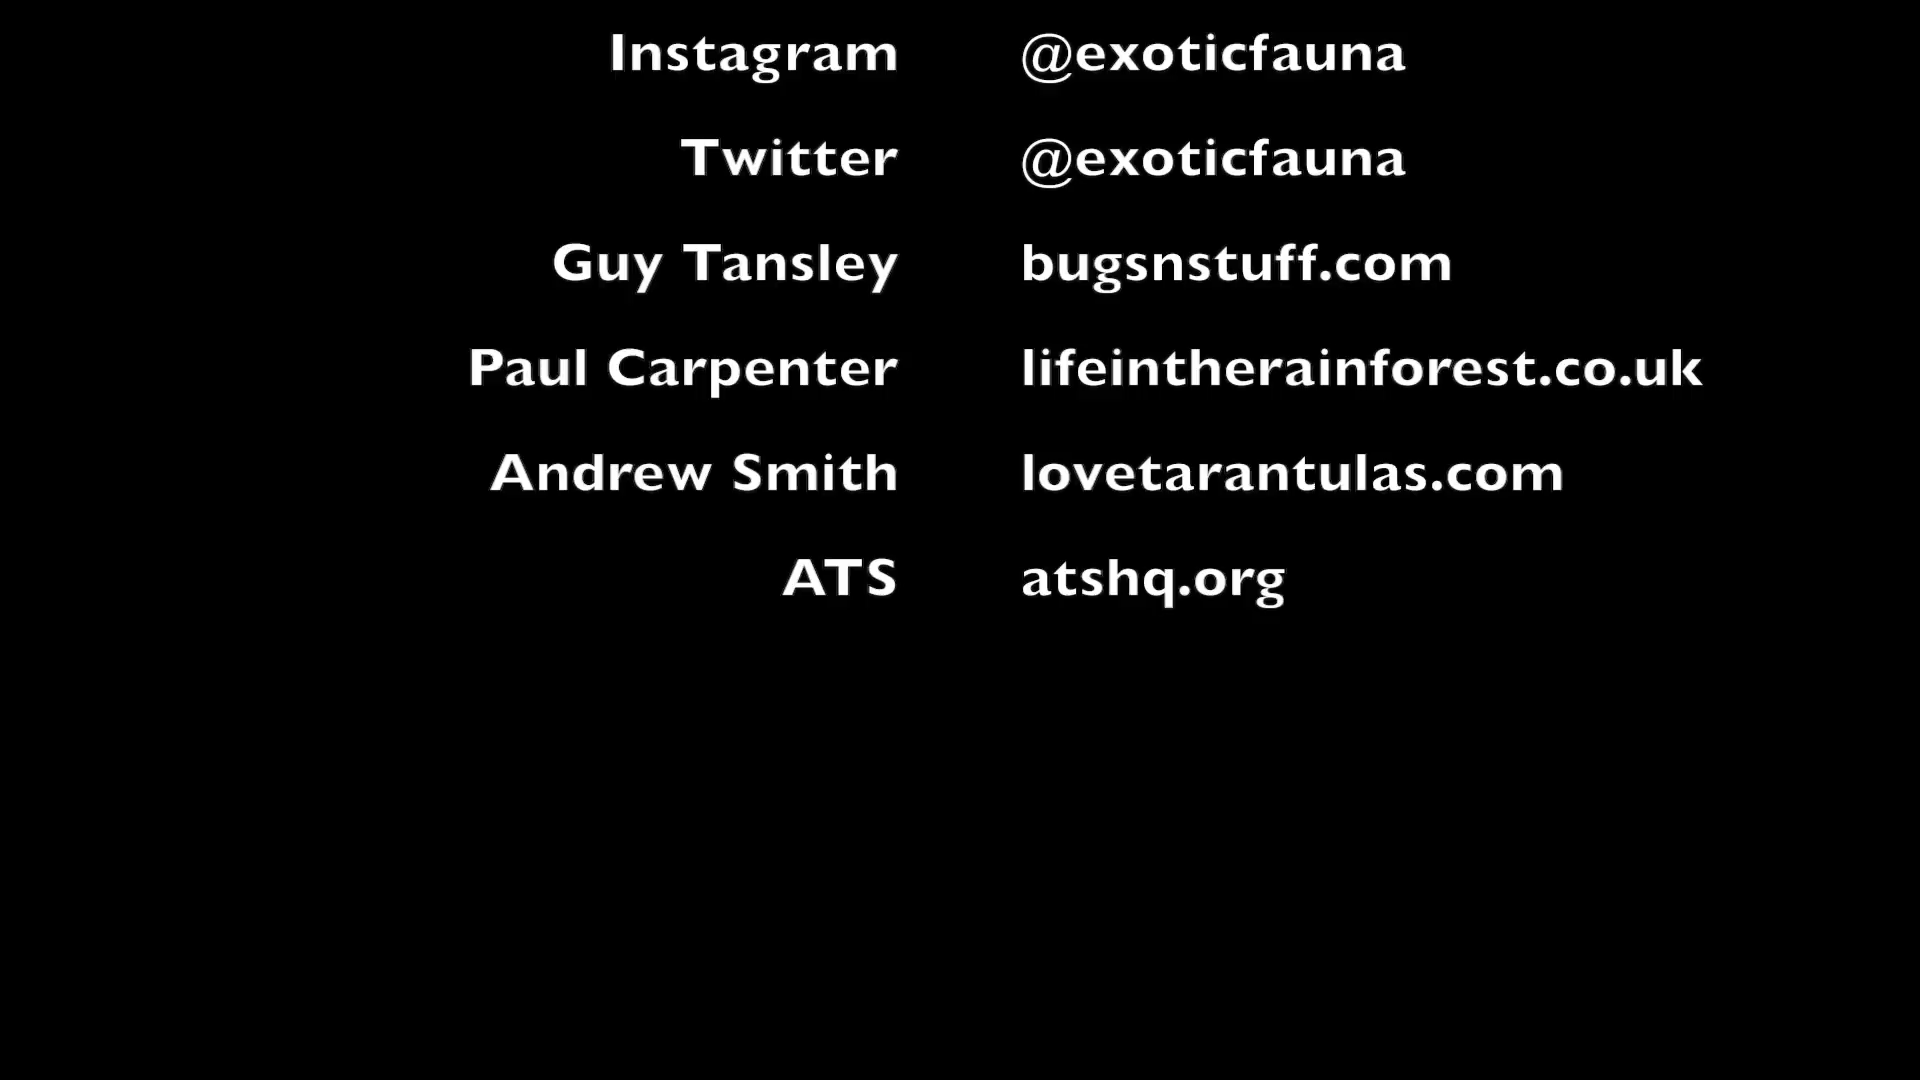 Instagram @exoticfauna
Twitter @exoticfauna
Guy Tansley bugsnstuff.com
Paul Carpenter lifeintherainforest.co.uk
Andrew Smith lovetarantulas.com
ATS atshq.org